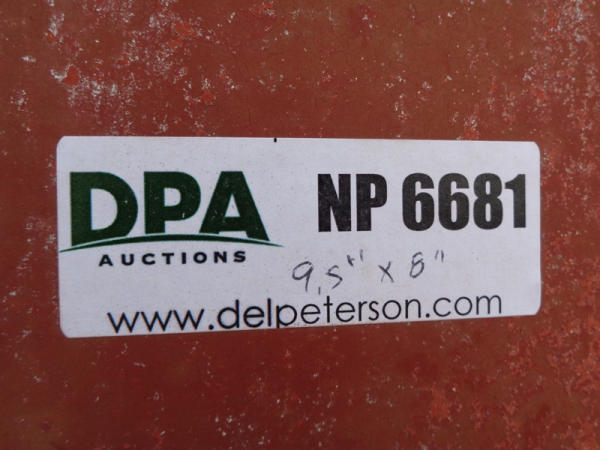 DPA NP 6681
AUCTIONS
9.5" x 8"
www.delpeterson.com